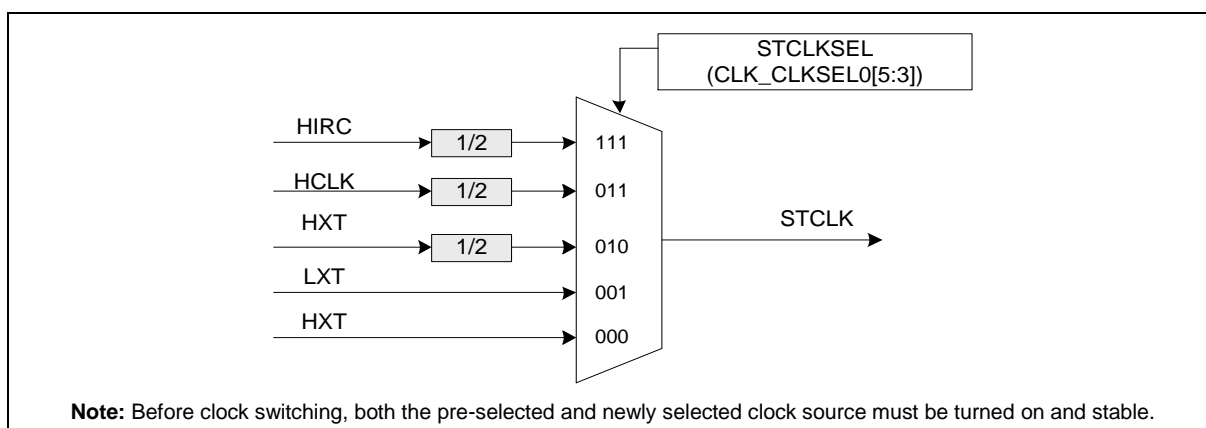 STCLKSEL
(CLK_CLKSEL0[5:3])
HIRC
1/2
111
HCLK
1/2
011
HXT
1/2
010
STCLK
LXT
001
HXT
000
Note: Before clock switching, both the pre-selected and newly selected clock source must be turned on and stable.